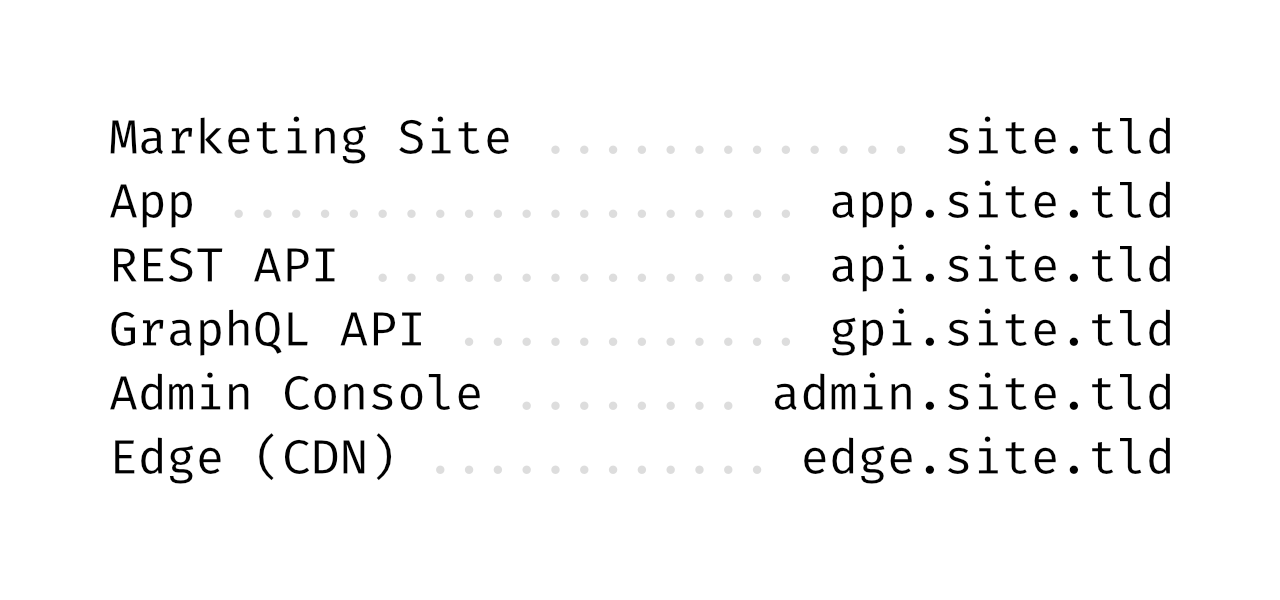 Marketing Site ............. site.tld
App .................... app.site.tld
REST API ............... api.site.tld
GraphQL API ............ gpi.site.tld
Admin Console ........ admin.site.tld
Edge (CDN) ............ edge.site.tld